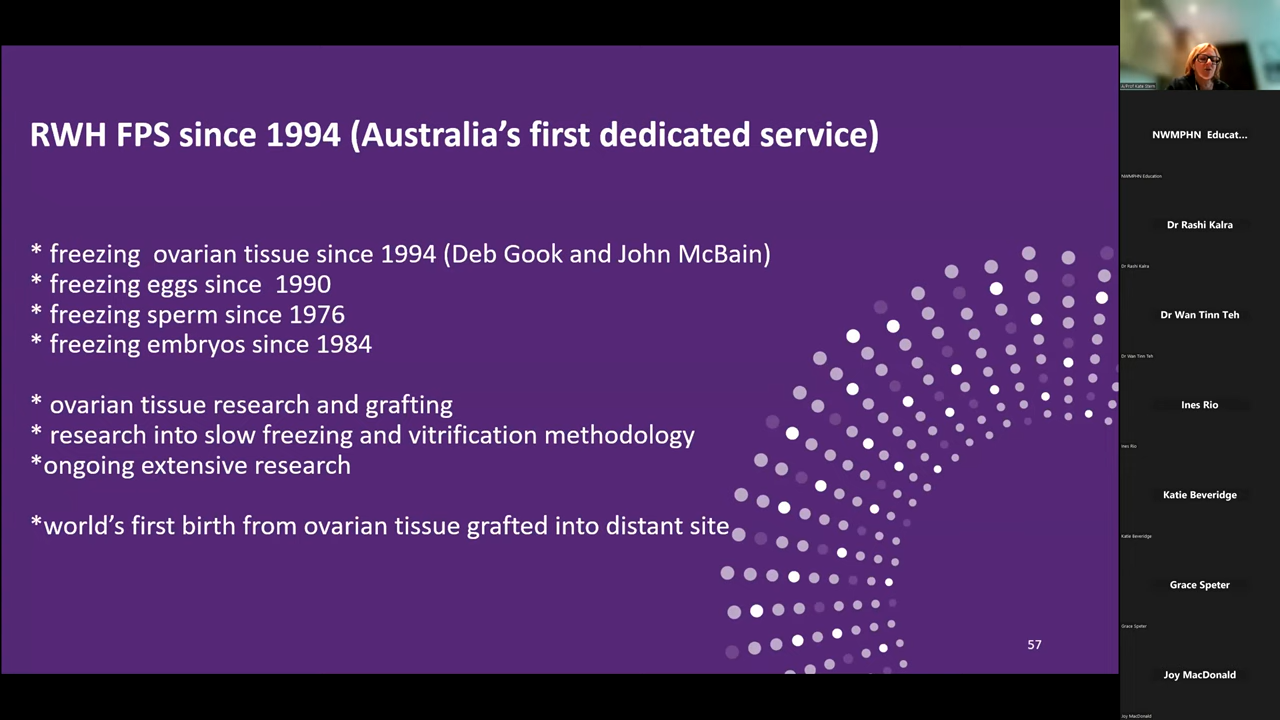 RWH FPS since 1994 (Australia's first dedicated service)
* freezing  ovarian tissue since 1994 (Deb Gook and John McBain)
* freezing eggs since  1990
* freezing sperm since 1976
* freezing embryos since 1984
* ovarian tissue research and grafting
* research into slow freezing and vitrification methodology
*ongoing extensive research
*world's first birth from ovarian tissue grafted into distant site
57
A/Prof Kate Stern
NWMPHN Educat...
NWMPHN Education
Dr Rashi Kalra
Dr Rashi Kalra
Dr Wan Tinn Teh
Dr Wan Tinn Teh
Ines Rio
Ines Rio
Katie Beveridge
Katie Beveridge
Grace Speter
Grace Speter
Joy MacDonald
Joy MacDonald